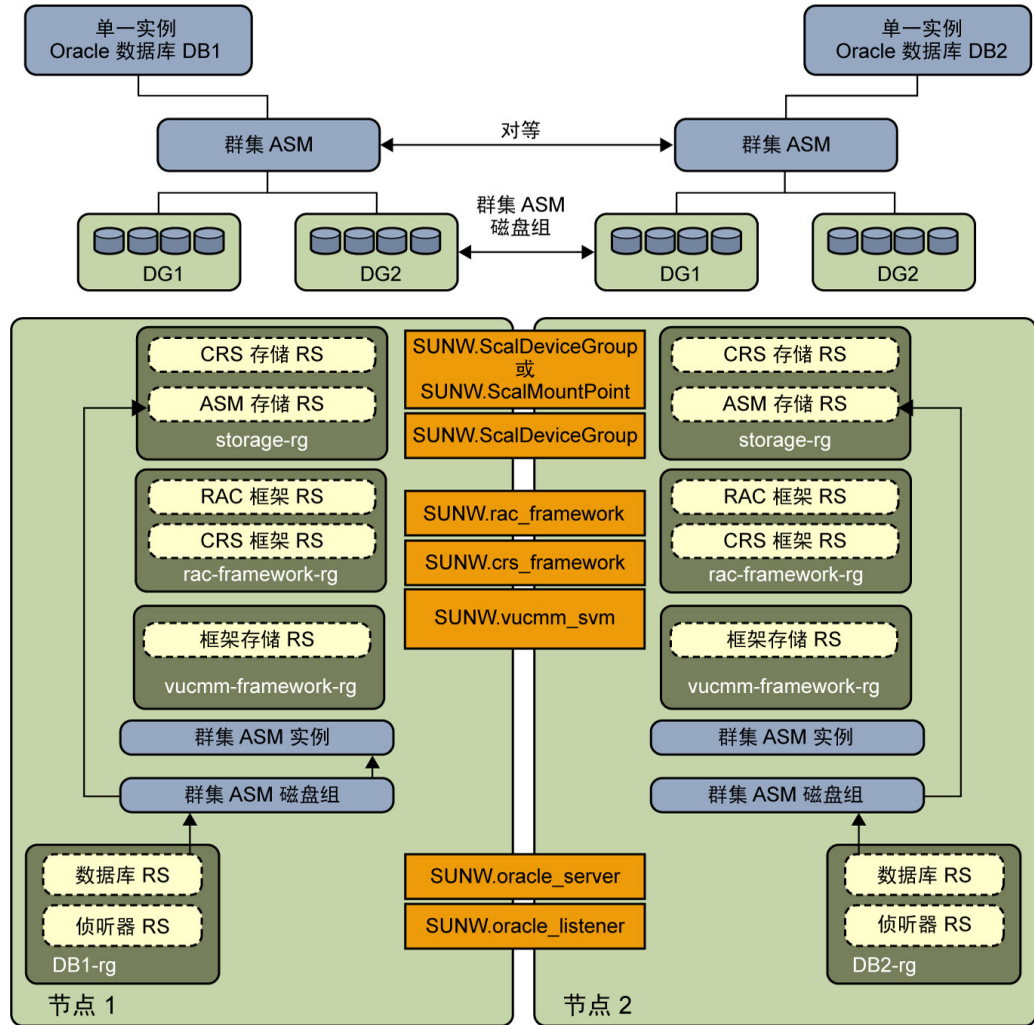 单一实例
Oracle 数据库 DB1
单一实例
Oracle 数据库 DB2
群集 ASM
对等
群集 ASM
群集 ASM
磁盘组
DG1
DG2
DG1
DG2
CRS 存储 RS
ASM 存储 RS
storage-rg
SUNW.ScalDeviceGroup
或
SUNW.ScalMountPoint
SUNW.ScalDeviceGroup
CRS 存储 RS
ASM 存储 RS
storage-rg
RAC 框架 RS
CRS 框架 RS
rac-framework-rg
SUNW.rac_framework
SUNW.crs_framework
SUNW.vucmm_svm
RAC 框架 RS
CRS 框架 RS
rac-framework-rg
框架存储 RS
vucmm-framework-rg
框架存储 RS
vucmm-framework-rg
群集 ASM 实例
群集 ASM 磁盘组
群集 ASM 实例
群集 ASM 磁盘组
数据库 RS
侦听器 RS
DB1-rg
SUNW.oracle_server
SUNW.oracle_listener
数据库 RS
侦听器 RS
DB2-rg
节点 1
节点 2